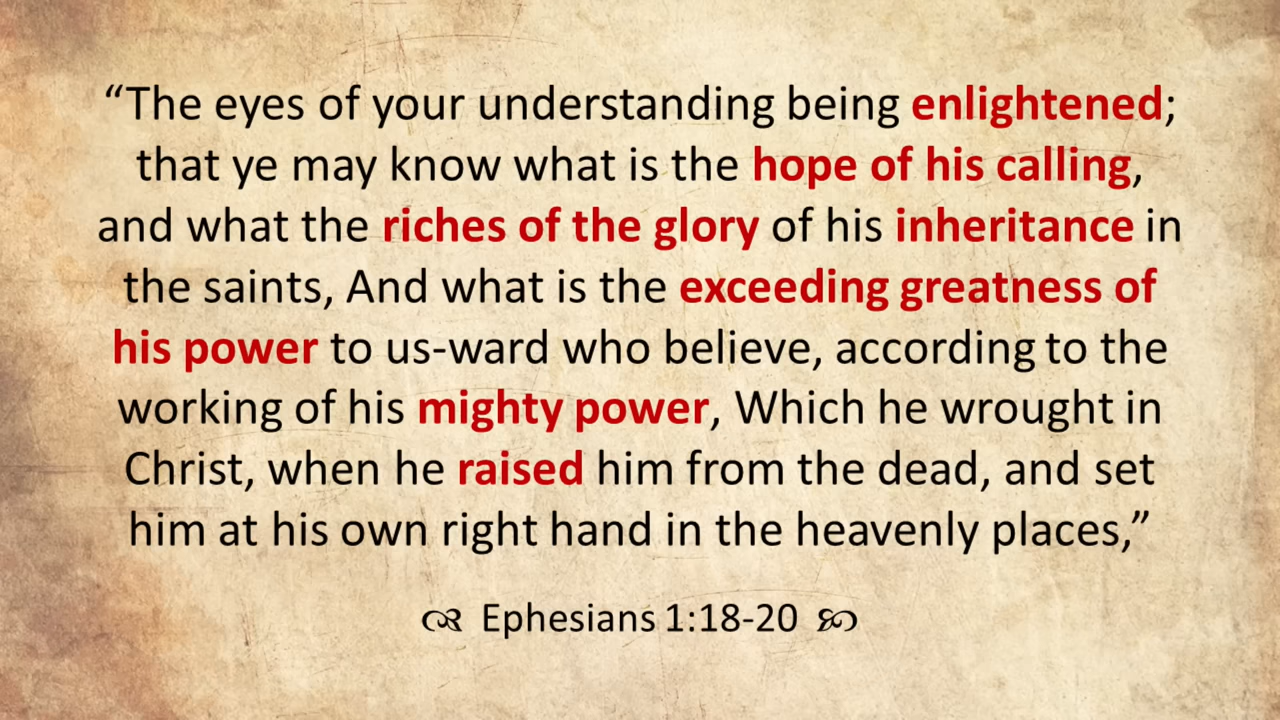 “The eyes of your understanding being enlightened;
that ye may know what is the hope of his calling,
and what the riches of the glory of his inheritance in
the saints, And what is the exceeding greatness of
his power to us-ward who believe, according to the
working of his mighty power, Which he wrought in
Christ, when he raised him from the dead, and set
him at his own right hand in the heavenly places,”
Ephesians 1:18-20